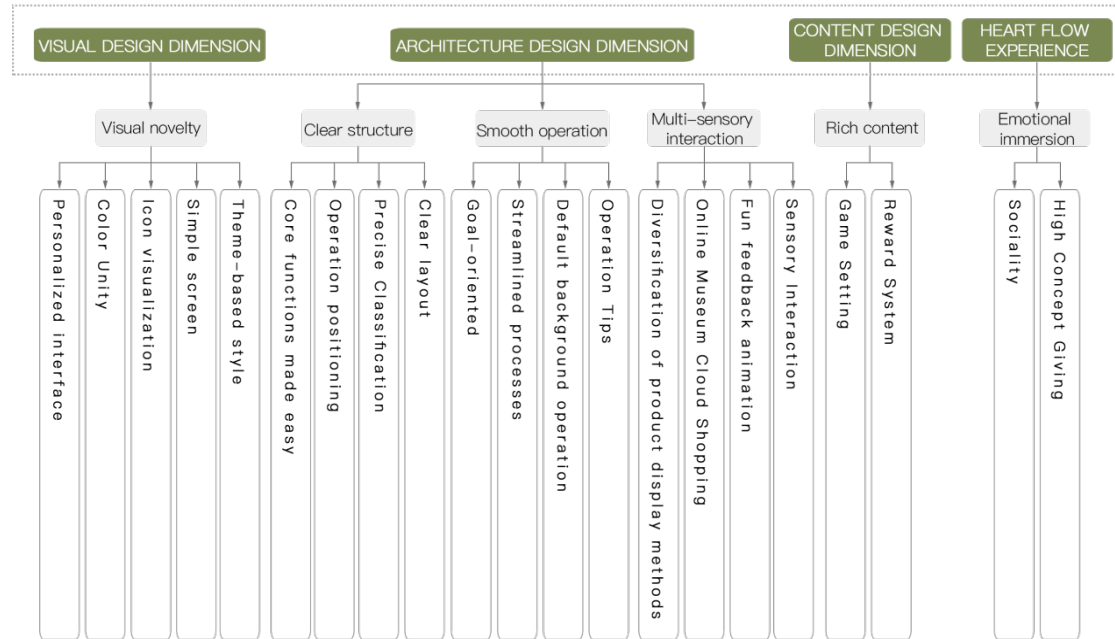 VISUAL DESIGN DIMENSION
ARCHITECTURE DESIGN DIMENSION
CONTENT DESIGN
DIMENSION
HEART FLOW
EXPERIENCE
Visual novelty
Clear structure
Smooth operation
Multi-sensory
interaction
Rich content
Emotional
immersion
Personalized interface
Color Unity
Icon visualization
Simple screen
Theme-based style
Core functions made easy
Operation positioning
Precise Classification
Clear layout
Goal-oriented
Streamlined processes
Default background operation
Operation Tips
Diversification of product display methods
Online Museum Cloud Shopping
Fun feedback animation
Sensory Interaction
Game Setting
Reward System
Sociality
High Concept Giving